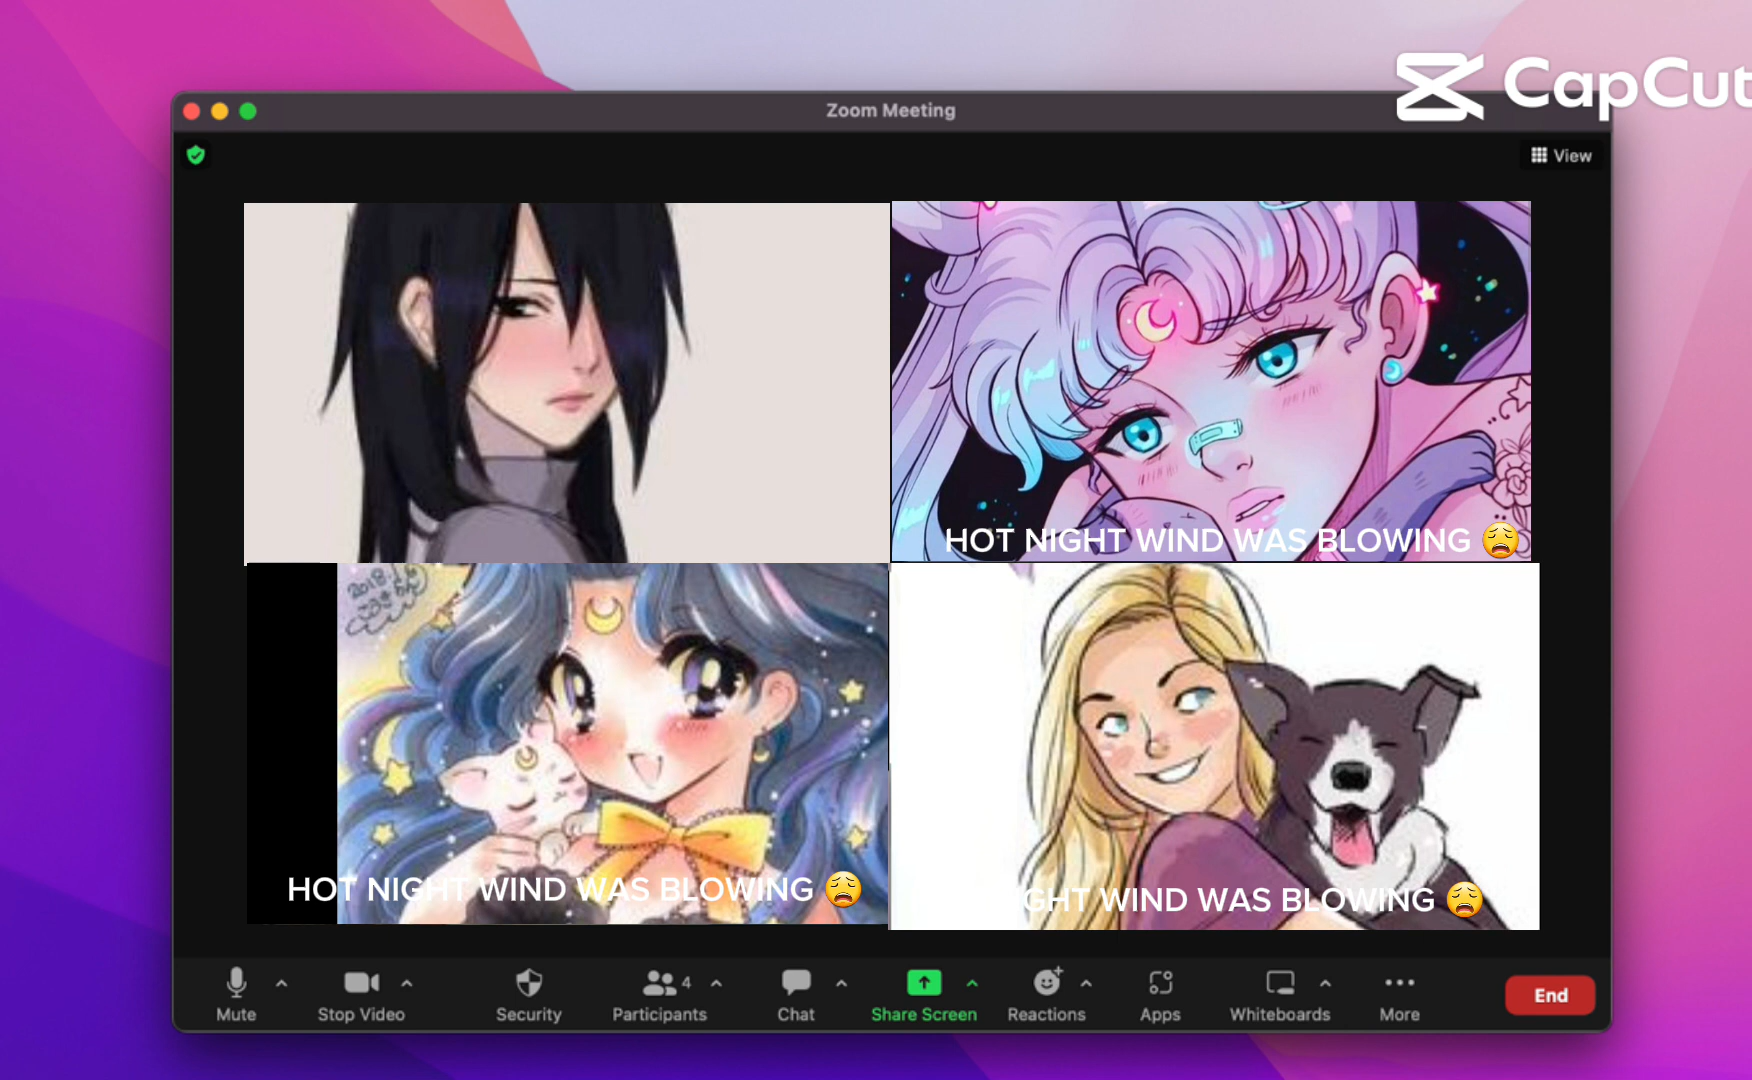 CapCut
Zoom Meeting
View
2018.
HOT NIGHT WIND WAS BLOWING 😩
HOT NIGHT WIND WAS BLOWING 😩
GHT WIND WAS BLOWING 😩
4
Mute
Stop Video
Security
Participants
Chat
Share Screen
Reactions
Apps
Whiteboards
More
End